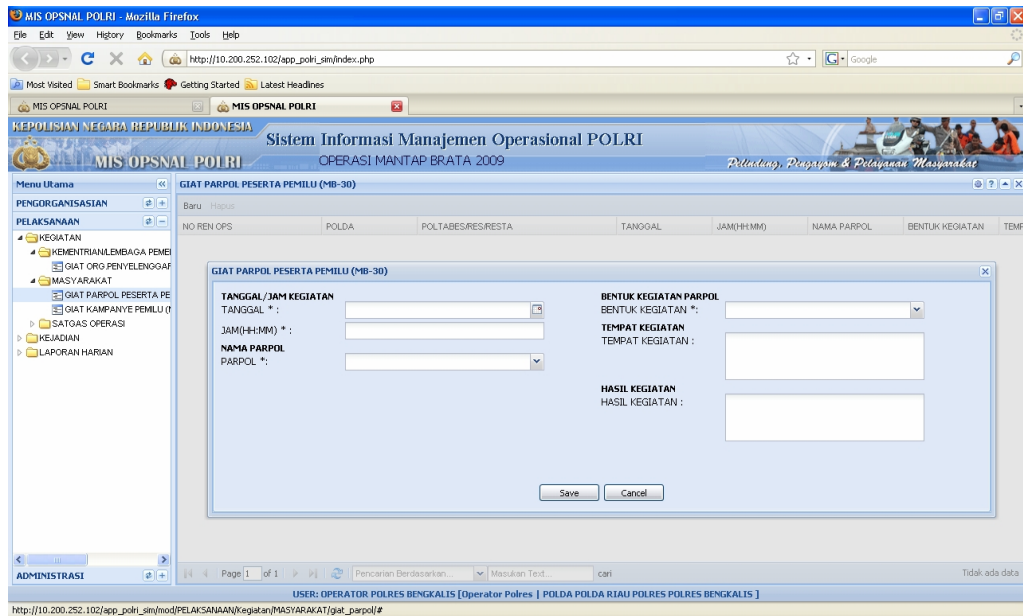 MIS OPSNAL POLRI - Mozilla Firefox
File Edit View History Bookmarks Tools Help
http://10.200.252.102/app_polri_sim/index.php
Google
Most Visited Smart Bookmarks Getting Started Latest Headlines
MIS OPSNAL POLRI MIS OPSNAL POLRI
KEPOLISIAN NEGARA REPUBLIK INDONESIA
MIS OPSNAL POLRI
Sistem Informasi Manajemen Operasional POLRI
OPERASI MANTAP BRATA 2009
Pelindung, Pengayom & Pelayanan Masyarakat
Menu Utama
PENGORGANISASIAN
PELAKSANAAN
KEGIATAN
KEMENTRIAN/LEMBAGA PEME
GIAT ORG.PENYELENGGAR
MASYARAKAT
GIAT PARPOL PESERTA PE
GIAT KAMPANYE PEMILU (
SATGAS OPERASI
KEJADIAN
LAPORAN HARIAN
ADMINISTRASI
GIAT PARPOL PESERTA PEMILU (MB-30)
Baru Hapus
NO REN OPS POLDA POLTABES/RES/RESTA TANGGAL JAM(HH:MM) NAMA PARPOL BENTUK KEGIATAN TEMP
GIAT PARPOL PESERTA PEMILU (MB-30)
TANGGAL/JAM KEGIATAN
TANGGAL * :
JAM(HH:MM) * :
NAMA PARPOL
PARPOL *:
BENTUK KEGIATAN PARPOL
BENTUK KEGIATAN *:
TEMPAT KEGIATAN
TEMPAT KEGIATAN :
HASIL KEGIATAN
HASIL KEGIATAN :
Save Cancel
Page 1 of 1 Pencarian Berdasarkan... Masukan Text... cari Tidak ada data
USER: OPERATOR POLRES BENGKALIS [Operator Polres | POLDA POLDA RIAU POLRES POLRES BENGKALIS ]
http://10.200.252.102/app_polri_sim/mod/PELAKSANAAN/Kegiatan/MASYARAKAT/giat_parpol/#